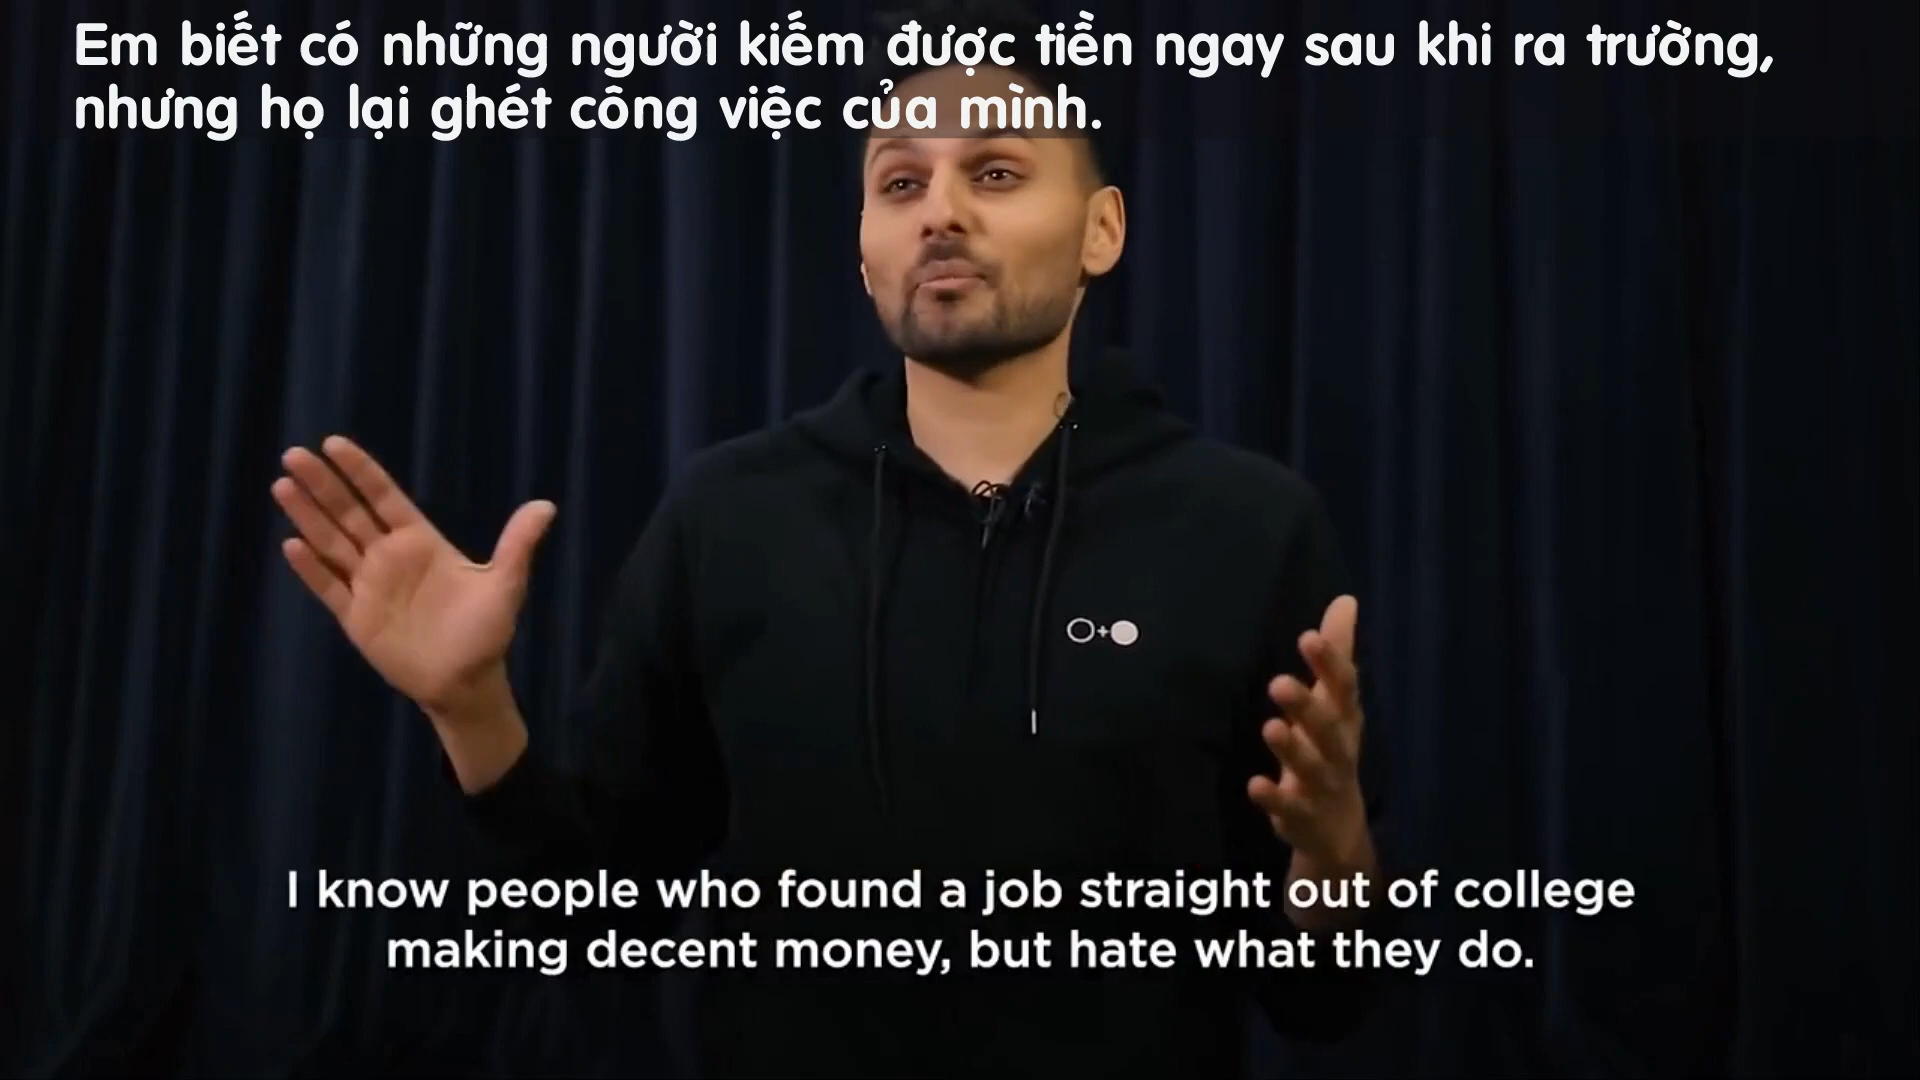 Em biết có những người kiếm được tiền ngay sau khi ra trường,
nhưng họ lại ghét công việc của mình.
I know people who found a job straight out of college
making decent money, but hate what they do.